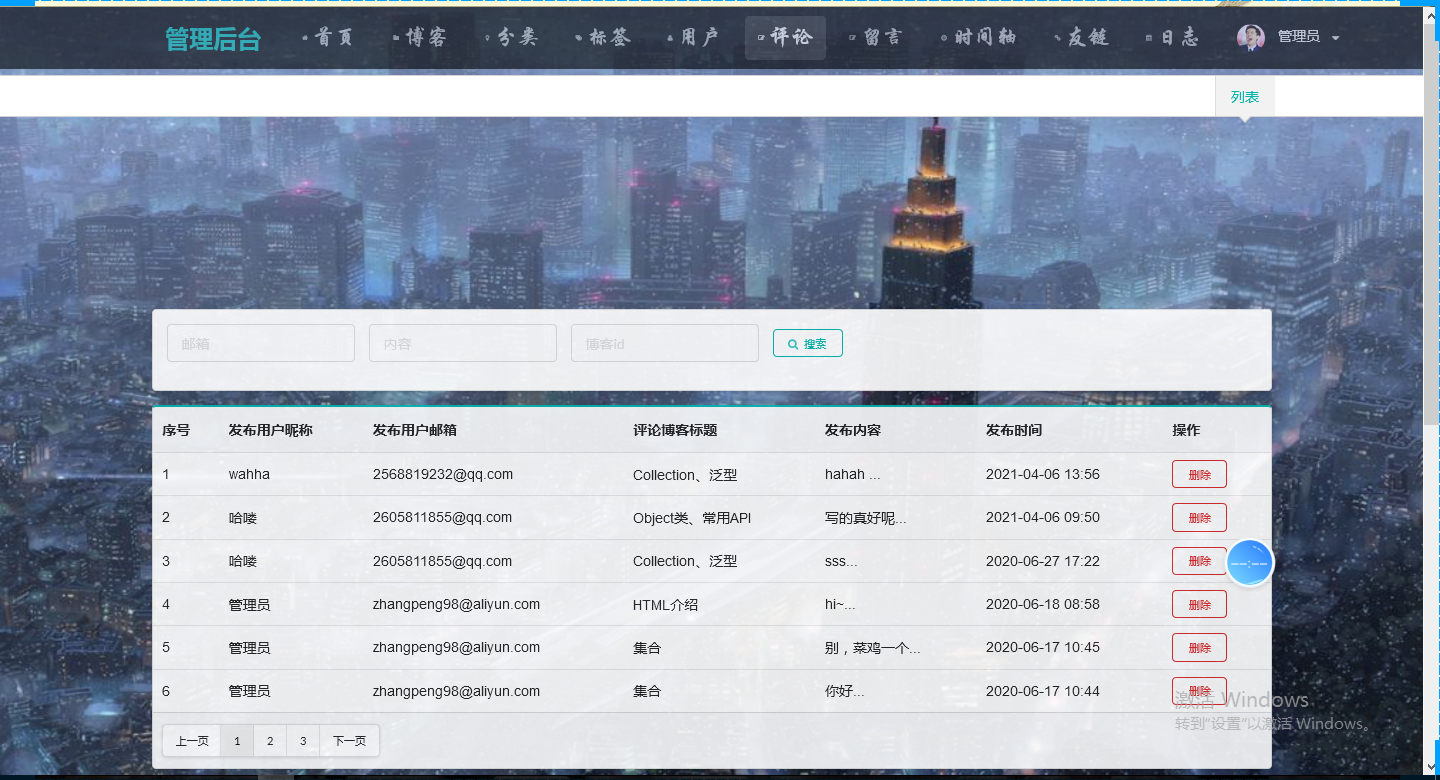 管理后台 首页 博客 分类 标签 用户 评论 留言 时间轴 友链 日志 管理员
列表
邮箱 内容 博客id 搜索
序号 发布用户昵称 发布用户邮箱 评论博客标题 发布内容 发布时间 操作
1 wahha 2568819232@qq.com Collection、泛型 hahah ... 2021-04-06 13:56 删除
2 哈喽 2605811855@qq.com Object类、常用API 写的真好呢... 2021-04-06 09:50 删除
3 哈喽 2605811855@qq.com Collection、泛型 sss... 2020-06-27 17:22 删除
--:--
4 管理员 zhangpeng98@aliyun.com HTML介绍 hi~... 2020-06-18 08:58 删除
5 管理员 zhangpeng98@aliyun.com 集合 别，菜鸡一个... 2020-06-17 10:45 删除
6 管理员 zhangpeng98@aliyun.com 集合 你好... 2020-06-17 10:44 删除
激活 Windows
转到“设置”以激活 Windows。
上一页 1 2 3 下一页